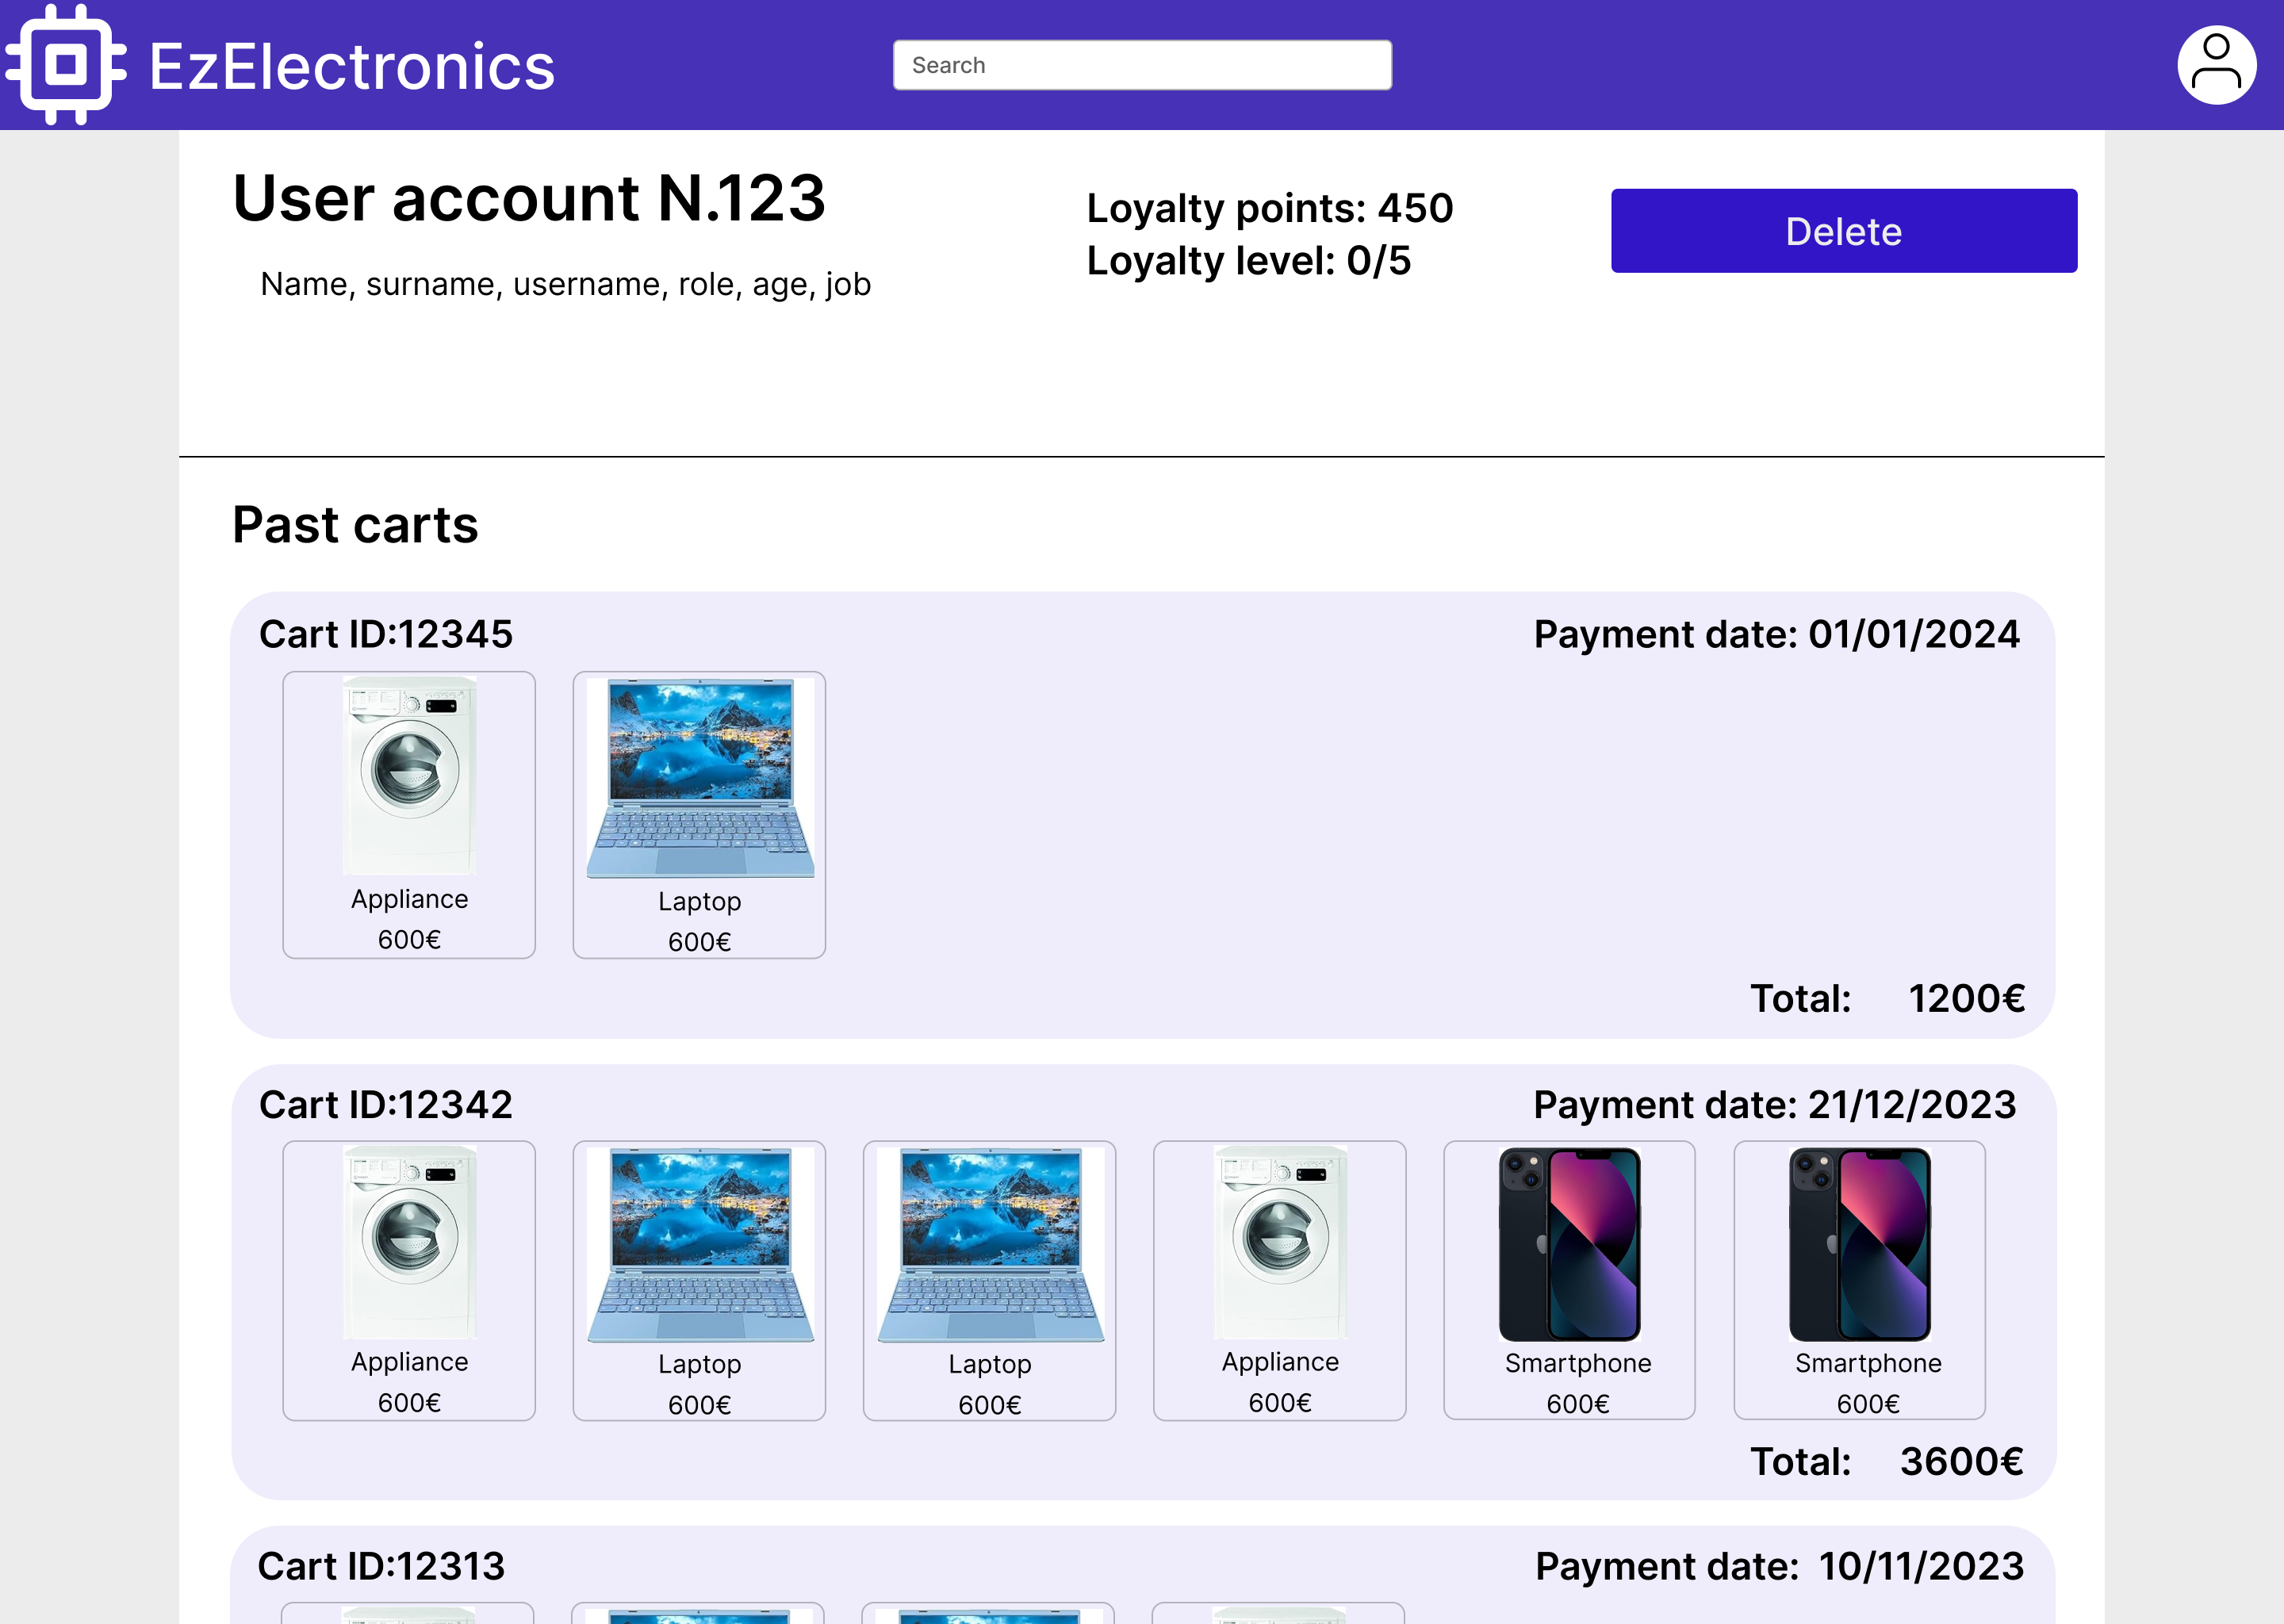 EzElectronics
Search
User account N.123
Loyalty points: 450
Loyalty level: 0/5
Delete
Name, surname, username, role, age, job
Past carts
Cart ID:12345
Payment date: 01/01/2024
Appliance
600€
Laptop
600€
Total: 1200€
Cart ID:12342
Payment date: 21/12/2023
Appliance
600€
Laptop
600€
Laptop
600€
Appliance
600€
Smartphone
600€
Smartphone
600€
Total: 3600€
Cart ID:12313
Payment date: 10/11/2023